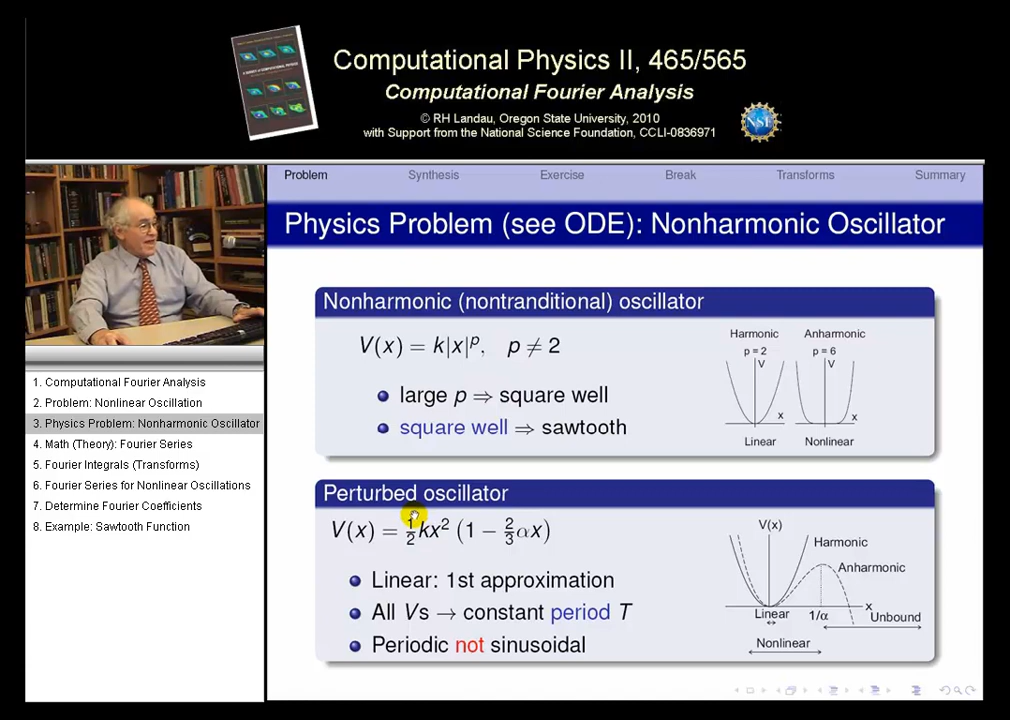 Computational Physics II, 465/565
Computational Fourier Analysis
© RH Landau, Oregon State University, 2010
with Support from the National Science Foundation, CCLI-0836971
NSF
Problem Synthesis Exercise Break Transforms Summary
Physics Problem (see ODE): Nonharmonic Oscillator
Nonharmonic (nontranditional) oscillator
V(x) = k|x|^p, p ≠ 2
large p ⇒ square well
square well ⇒ sawtooth
Harmonic
p = 2
V
x
Linear
Anharmonic
p = 6
V
x
Nonlinear
Perturbed oscillator
V(x) = 1/2 kx² (1 − 2/3 αx)
Linear: 1st approximation
All Vs → constant period T
Periodic not sinusoidal
V(x)
Harmonic
Anharmonic
Linear
1/α
x
Unbound
Nonlinear
1. Computational Fourier Analysis
2. Problem: Nonlinear Oscillation
3. Physics Problem: Nonharmonic Oscillator
4. Math (Theory): Fourier Series
5. Fourier Integrals (Transforms)
6. Fourier Series for Nonlinear Oscillations
7. Determine Fourier Coefficients
8. Example: Sawtooth Function